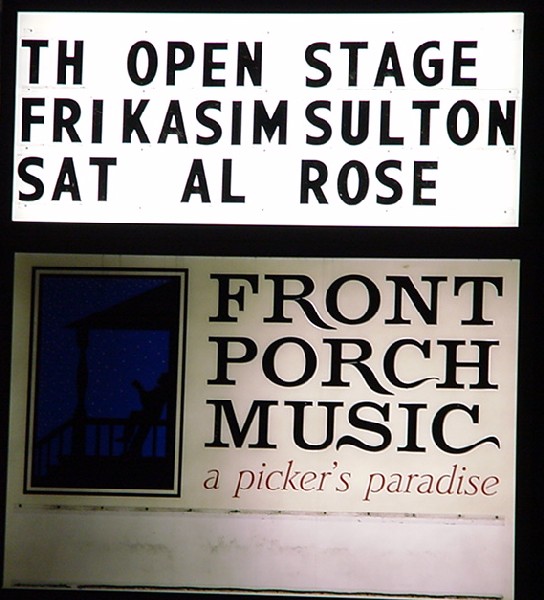 TH OPEN STAGE
FRI KASIM SULTON
SAT AL ROSE
FRONT
PORCH
MUSIC
a picker's paradise